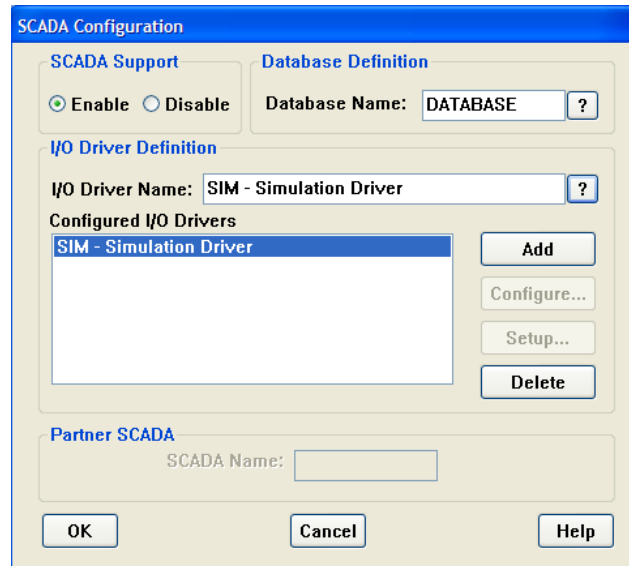 SCADA Configuration
SCADA Support
Enable Disable
Database Definition
Database Name: DATABASE ?
I/O Driver Definition
I/O Driver Name: SIM - Simulation Driver ?
Configured I/O Drivers
SIM - Simulation Driver
Add
Configure...
Setup...
Delete
Partner SCADA
SCADA Name:
OK Cancel Help